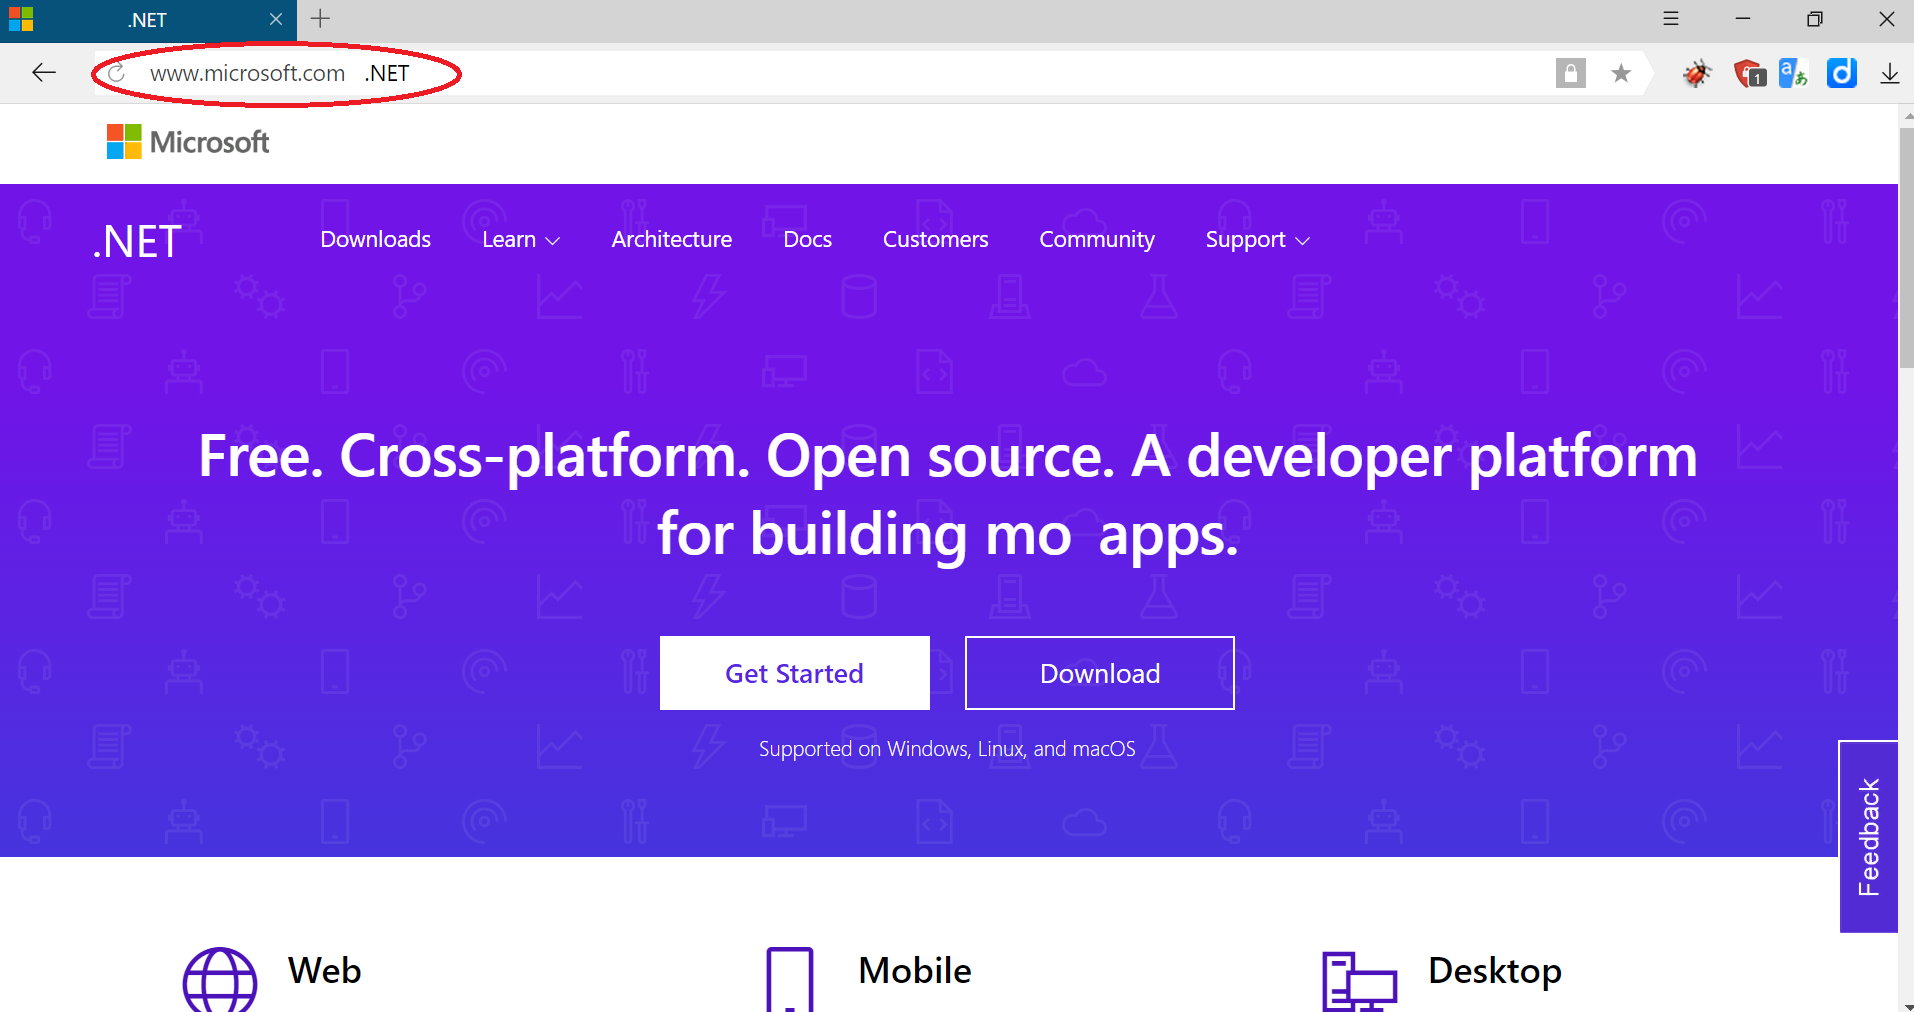 .NET
www.microsoft.com .NET
1
Microsoft
.NET Downloads Learn Architecture Docs Customers Community Support
Free. Cross-platform. Open source. A developer platform
for building mo apps.
Get Started Download
Supported on Windows, Linux, and macOS
Feedback
Web Mobile Desktop